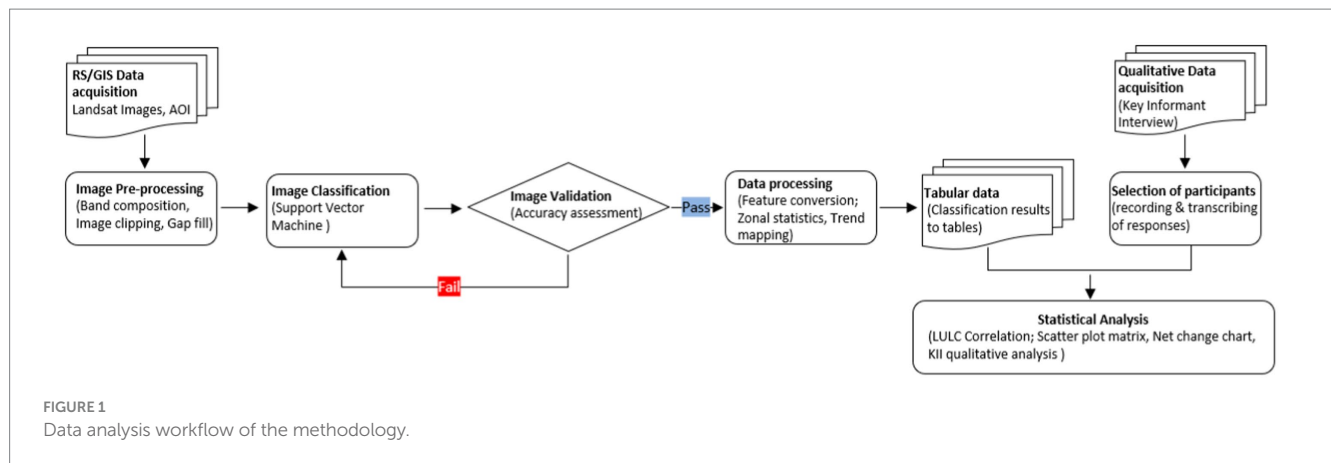 RS/GIS Data
acquisition
Landsat Images, AOI
Image Pre-processing
(Band composition,
Image clipping, Gap fill)
Image Classification
(Support Vector
Machine )
Image Validation
(Accuracy assessment)
Pass
Fail
Data processing
(Feature conversion;
Zonal statistics, Trend
mapping)
Tabular data
(Classification results
to tables)
Qualitative Data
acquisition
(Key Informant
Interview)
Selection of participants
(recording & transcribing
of responses)
Statistical Analysis
(LULC Correlation; Scatter plot matrix, Net change chart,
KII qualitative analysis )
FIGURE 1
Data analysis workflow of the methodology.